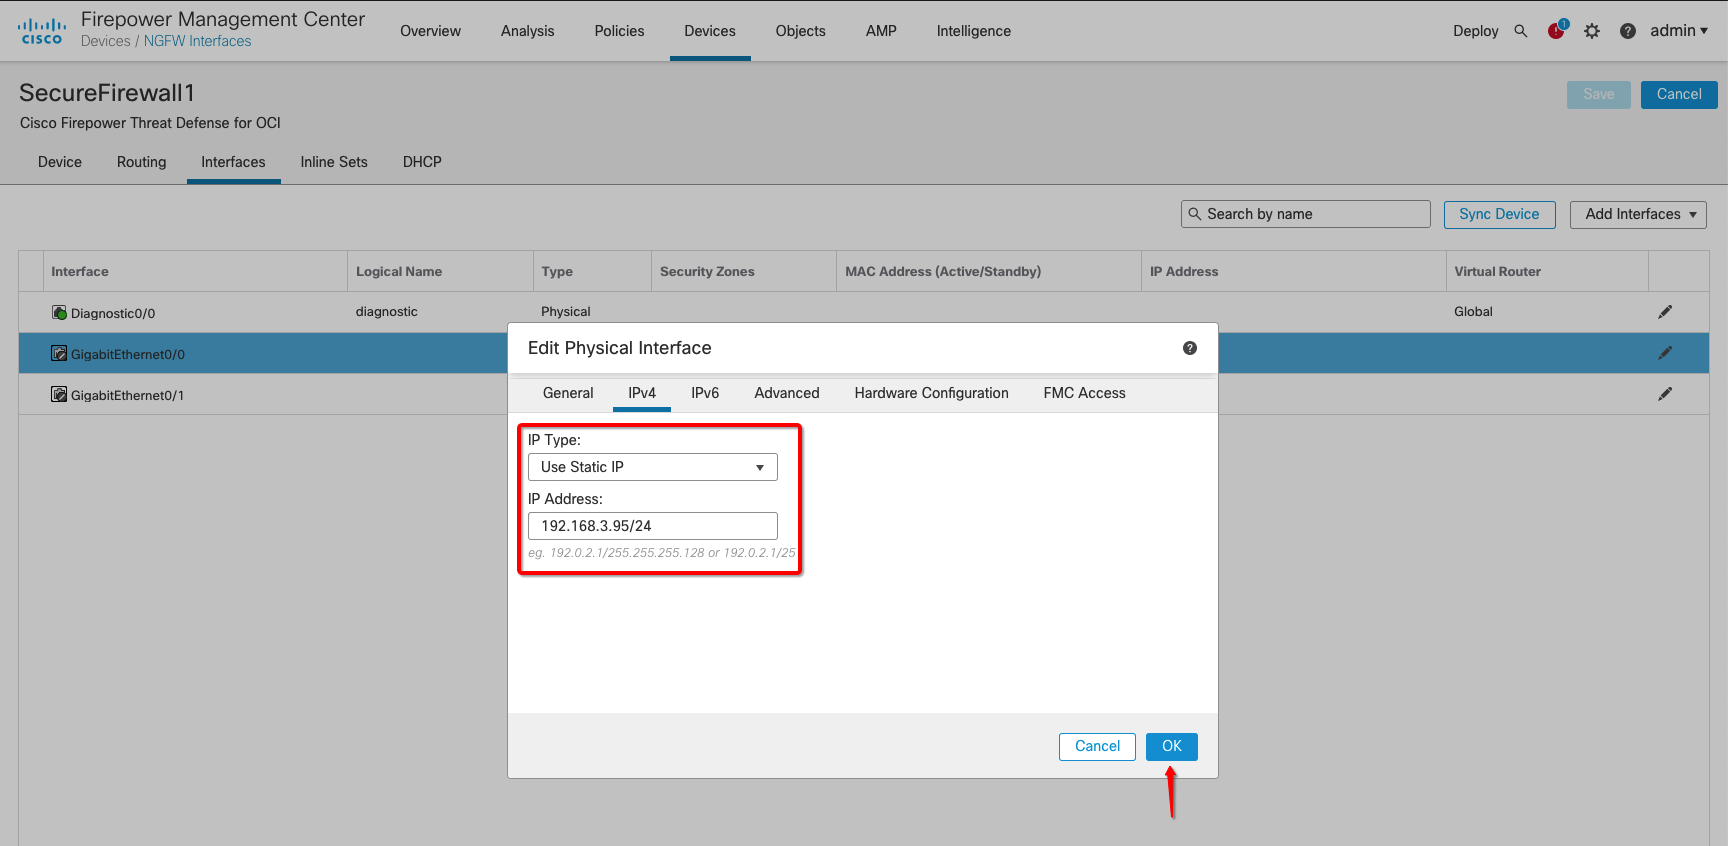 Firepower Management Center
CISCO
Devices / NGFW Interfaces
Overview Analysis Policies Devices Objects AMP Intelligence
Deploy ! 1 ? admin ▾
SecureFirewall1
Save Cancel
Cisco Firepower Threat Defense for OCI
Device Routing Interfaces Inline Sets DHCP
Search by name Sync Device Add Interfaces ▾
Interface Logical Name Type Security Zones MAC Address (Active/Standby) IP Address Virtual Router
Diagnostic0/0 diagnostic Physical Global
GigabitEthernet0/0
GigabitEthernet0/1
Edit Physical Interface ?
General IPv4 IPv6 Advanced Hardware Configuration FMC Access
IP Type:
Use Static IP ▾
IP Address:
192.168.3.95/24
eg. 192.0.2.1/255.255.255.128 or 192.0.2.1/25
Cancel OK